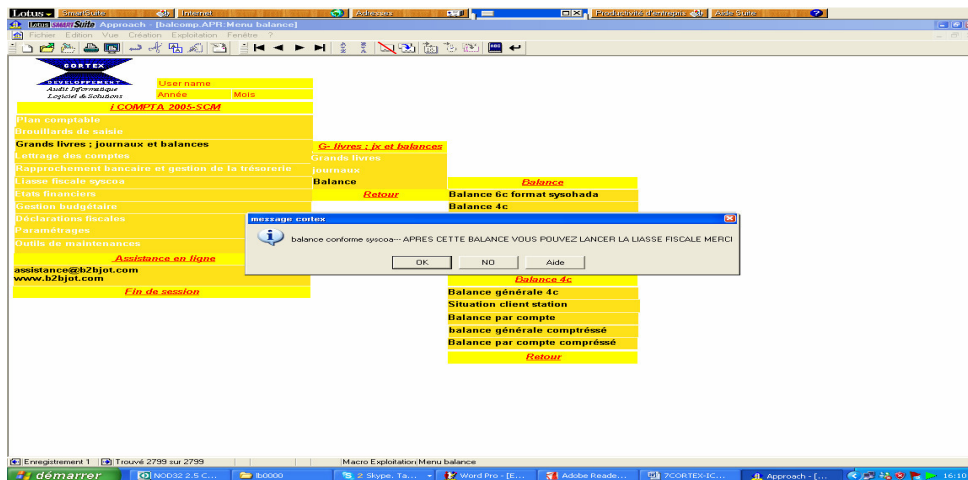 Lotus SmartSuite Internet Adresses Productivité d'entrepris Aide Suite
Lotus SMARTSuite Approach - [balcomp.APR:Menu balance]
Fichier Edition Vue Création Exploitation Fenêtre ?
CORTEX
DEVELOPPEMENT
Audit Informatique
Logiciel & Solutions
User name
Année Mois
i COMPTA 2005-SCM
Plan comptable
Brouillards de saisie
Grands livres ; journaux et balances
Lettrage des comptes
Rapprochement bancaire et gestion de la trésorerie
Liasse fiscale syscoa
Etats financiers
Gestion budgétaire
Déclarations fiscales
Paramétrages
Outils de maintenances
Assistance en ligne
assistance@b2bjot.com
www.b2bjot.com
Fin de session
G- livres ; jx et balances
Grands livres
journaux
Balance
Retour
Balance
Balance 6c format sysohada
Balance 4c
message cortex
balance conforme syscoa--- APRES CETTE BALANCE VOUS POUVEZ LANCER LA LIASSE FISCALE MERCI
OK NO Aide
Balance 4c
Balance générale 4c
Situation client station
Balance par compte
balance générale comptréssé
Balance par compte compréssé
Retour
Enregistrement 1 Trouvé 2799 sur 2799 Macro Exploitation Menu balance
démarrer NOD32 2.5 C... lb0000 2 Skype. Ta... Word Pro - [E... Adobe Reade... 7CORTEX-IC... Approach - [... 16:10